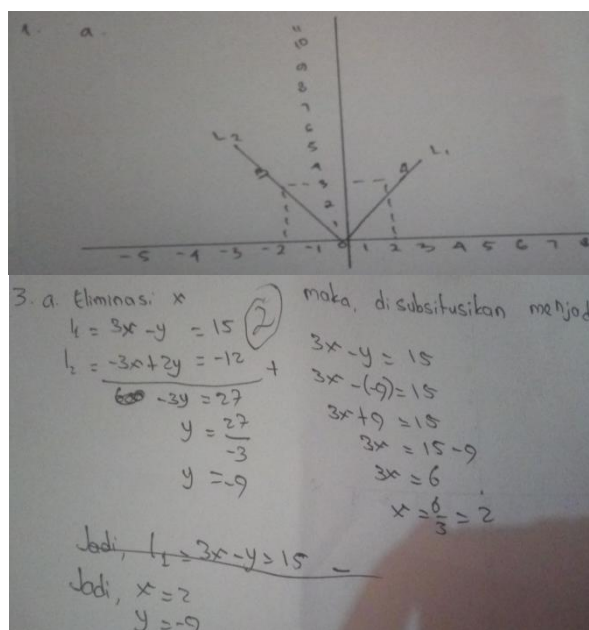 1. a.
11
10
9
8
7
6
5
4
3
2
L2
L1
-5 -4 -3 -2 -1 0 1 2 3 4 5 6 7 8
3. a. Eliminasi x
l1 = 3x - y = 15 2
l2 = -3x + 2y = -12 +
-3y = 27
y = 27/-3
y = -9
Jadi, l2 = 3x - y = 15 -
Jadi, x = 2
y = -9
maka, disubsitusikan menjad
3x - y = 15
3x - (-9) = 15
3x + 9 = 15
3x = 15 - 9
3x = 6
x = 6/3 = 2